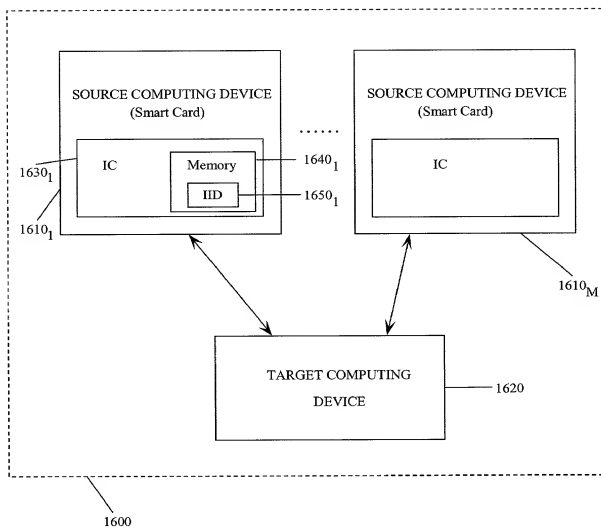 SOURCE COMPUTING DEVICE
(Smart Card)
SOURCE COMPUTING DEVICE
(Smart Card)
......
1630₁
IC
Memory
1640₁
IC
IID
1650₁
1610₁
1610M
TARGET COMPUTING
DEVICE
1620
1600